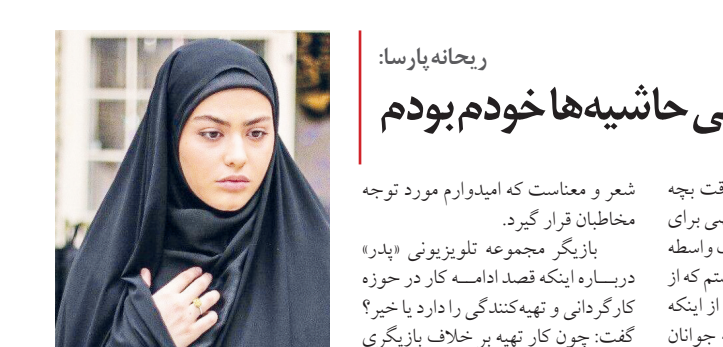 ریحانه پارسا:
ی حاشیه‌ها خودم بودم
قت بچه
سی برای
واسطه
ستم که از
از اینکه
جوانان
شعر و معناست که امیدوارم مورد توجه
مخاطبان قرار گیرد.
بازیگر مجموعه تلویزیونی «پدر»
دربـــاره اینکه قصد ادامـــه کار در حوزه
کارگردانی و تهیه‌کنندگی را دارد یا خیر؟
گفت: چون کار تهیه بر خلاف بازیگری